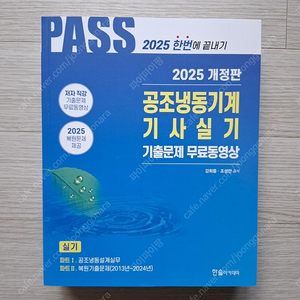 PASS
2025 한번에 끝내기
2025 개정판
저자 직강
기출문제
무료동영상
2025
복원문제
제공
공조냉동기계
기사실기
기출문제 무료동영상
실기
파트 I. 공조냉동설계실무
파트 II. 복원기출문제(2013년~2024년)
한솔아카데미